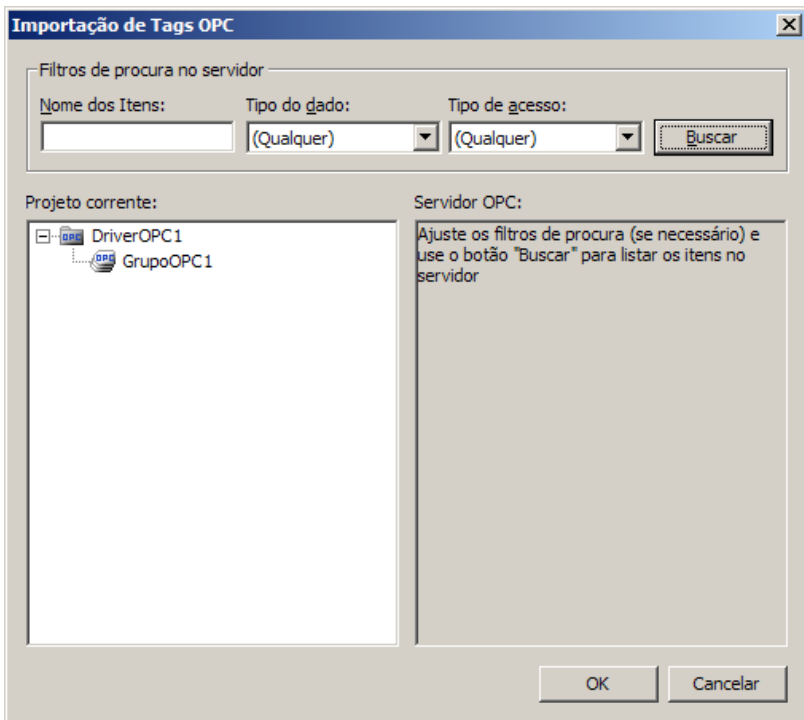 Importação de Tags OPC
Filtros de procura no servidor
Nome dos Itens:
Tipo do dado:
Tipo de acesso:
(Qualquer)
(Qualquer)
Buscar
Projeto corrente:
Servidor OPC:
DriverOPC1
GrupoOPC1
Ajuste os filtros de procura (se necessário) e
use o botão "Buscar" para listar os itens no
servidor
OK
Cancelar